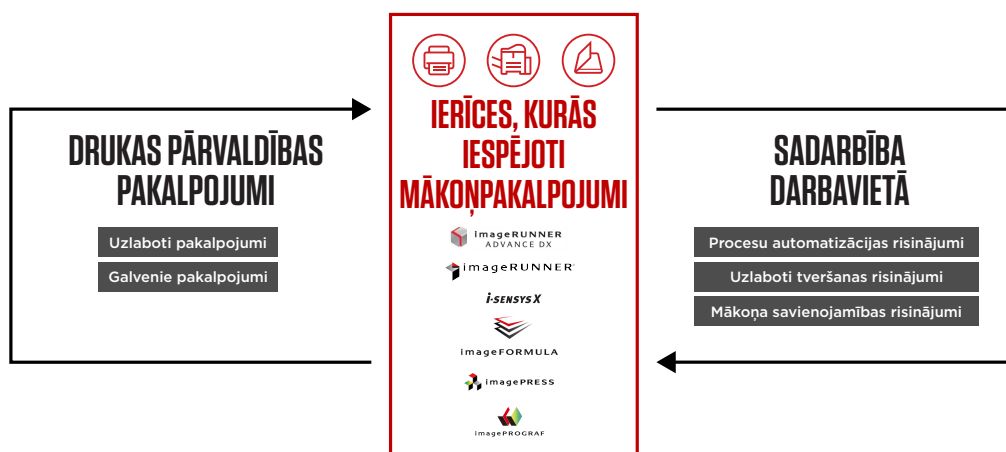 DRUKAS PĀRVALDĪBAS
PAKALPOJUMI
Uzlaboti pakalpojumi
Galvenie pakalpojumi
IERĪCES, KURĀS
IESPĒJOTI
MĀKOŅPAKALPOJUMI
imageRUNNER
ADVANCE DX
imageRUNNER
i-SENSYS X
imageFORMULA
imagePRESS
imagePROGRAF
SADARBĪBA
DARBAVIETĀ
Procesu automatizācijas risinājumi
Uzlaboti tveršanas risinājumi
Mākoņa savienojamības risinājumi